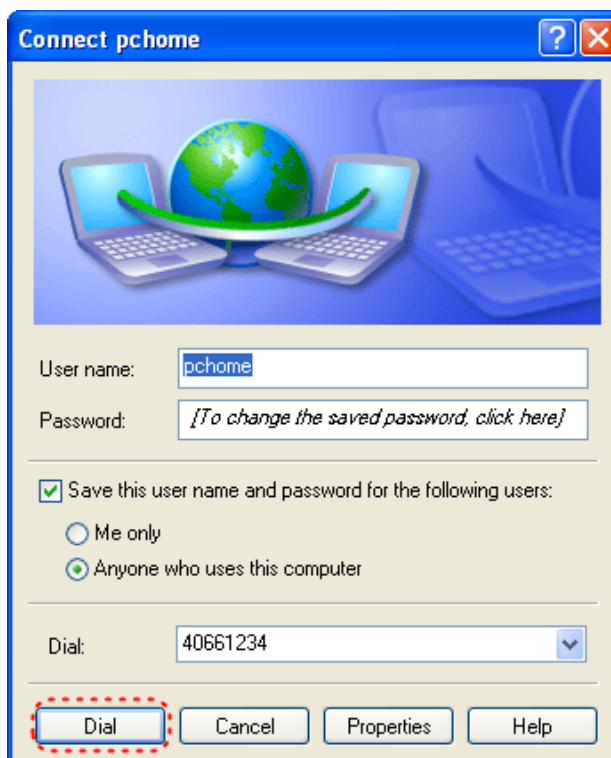 Connect pchome
User name: pchome
Password: [To change the saved password, click here]
Save this user name and password for the following users:
Me only
Anyone who uses this computer
Dial: 40661234
Dial Cancel Properties Help